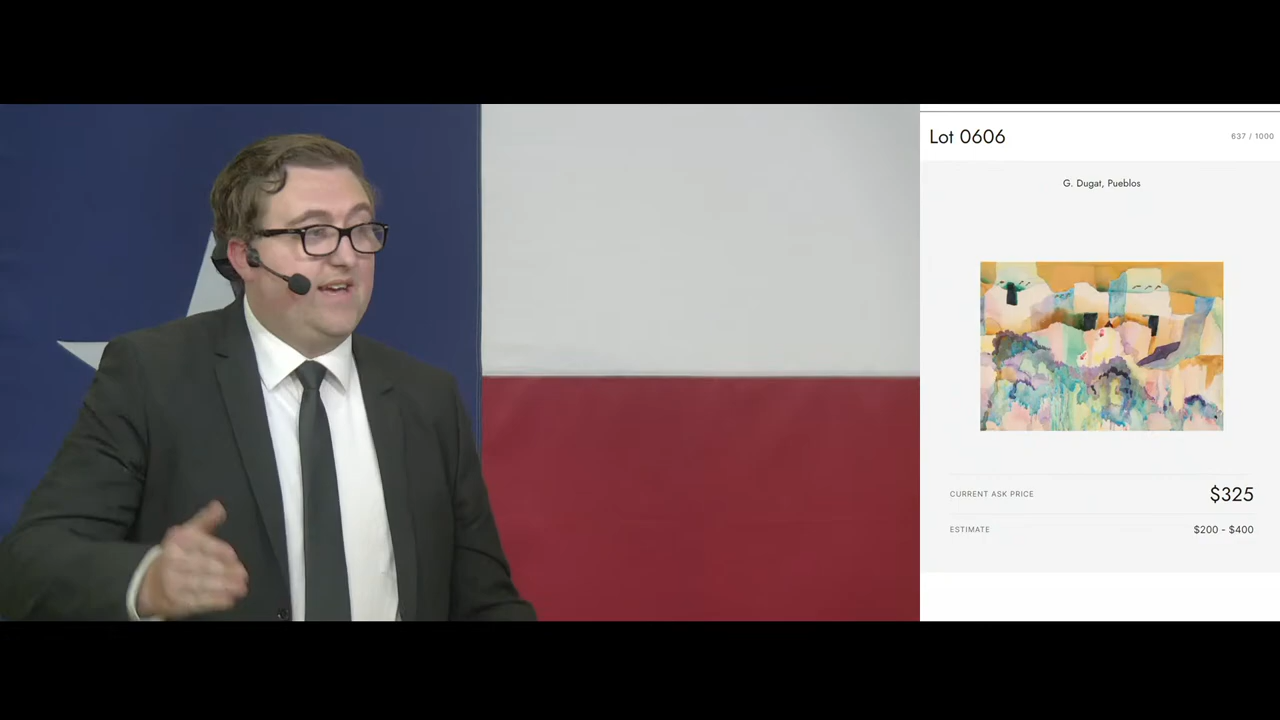 Lot 0606
637 / 1000
G. Dugat, Pueblos
CURRENT ASK PRICE
$325
ESTIMATE
$200 - $400